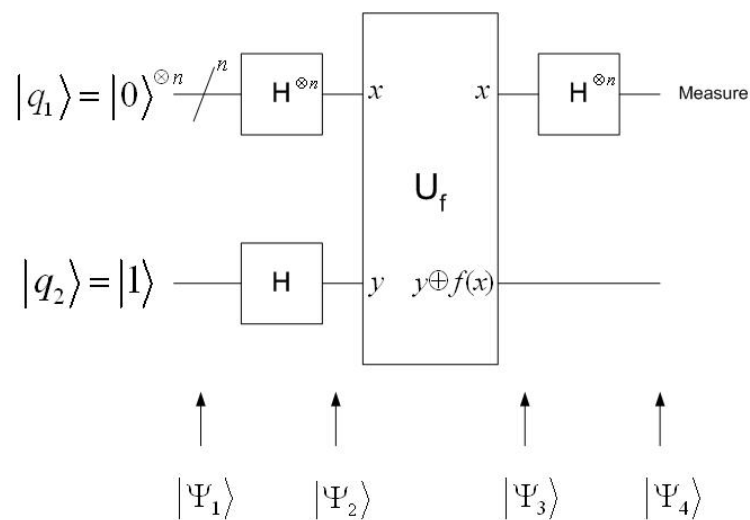 |q₁⟩ = |0⟩^⊗n n H^⊗n x x H^⊗n Measure
U_f
|q₂⟩ = |1⟩ H y y⊕f(x)
|Ψ₁⟩ |Ψ₂⟩ |Ψ₃⟩ |Ψ₄⟩